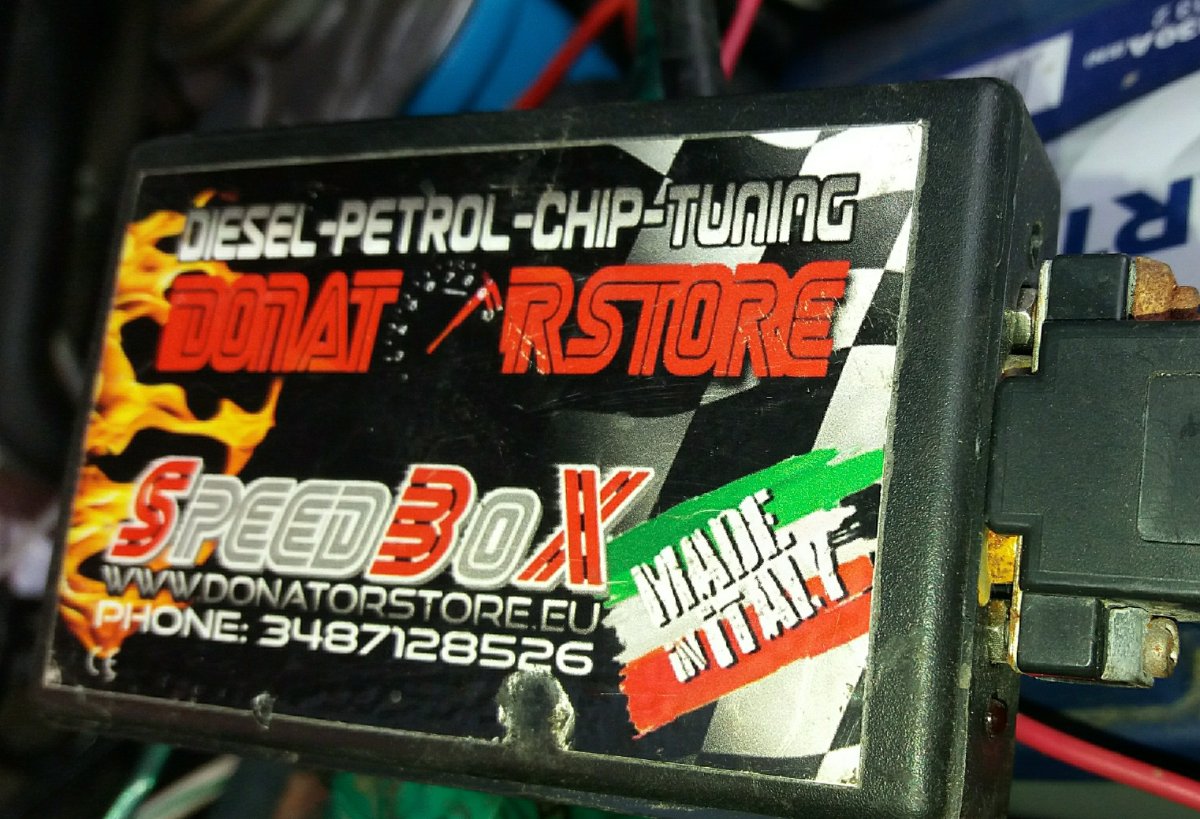 DIESEL-PETROL-CHIP-TUNING
DONAT RSTORE
SPEEDBOX
WWW.DONATORSTORE.EU
PHONE: 3487128526
MADE
IN ITALY
CE